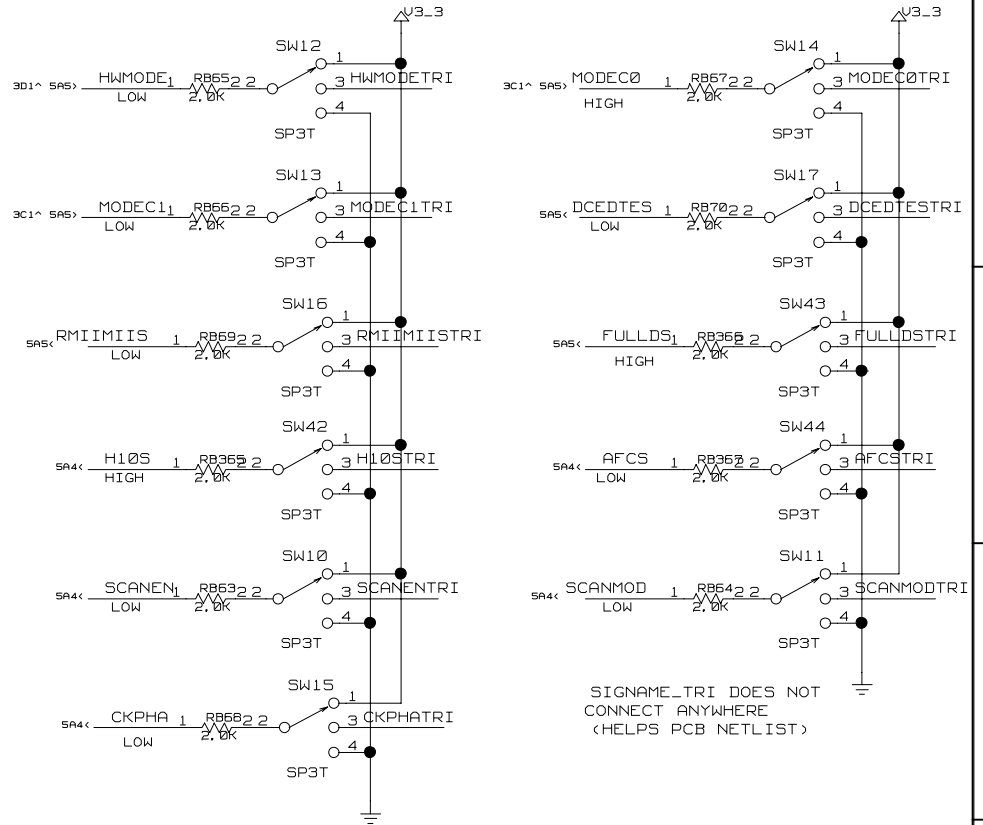 V3_3
SW12
1
3D1^ 5A5> HWMODE 1 RB65 2 2 3 HWMODETRI
LOW 2.0K
4
SP3T
SW13
1
3C1^ 5A5> MODEC1 1 RB66 2 2 3 MODEC1TRI
LOW 2.0K
4
SP3T
SW16
1
5A5< RMIIMIIS 1 RB69 2 2 3 RMIIMIISTRI
LOW 2.0K
4
SP3T
SW42
1
5A4< H10S 1 RB365 2 2 3 H10STRI
HIGH 2.0K
4
SP3T
SW10
1
5A4< SCANEN 1 RB63 2 2 3 SCANENTRI
LOW 2.0K
4
SP3T
SW15
1
5A4< CKPHA 1 RB68 2 2 3 CKPHATRI
LOW 2.0K
4
SP3T
V3_3
SW14
1
3C1^ 5A5> MODEC0 1 RB67 2 2 3 MODEC0TRI
HIGH 2.0K
4
SP3T
SW17
1
5A5< DCEDTES 1 RB70 2 2 3 DCEDTESTRI
LOW 2.0K
4
SP3T
SW43
1
5A5< FULLDS 1 RB366 2 2 3 FULLDSTRI
HIGH 2.0K
4
SP3T
SW44
1
5A4< AFCS 1 RB367 2 2 3 AFCSTRI
LOW 2.0K
4
SP3T
SW11
1
5A4< SCANMOD 1 RB64 2 2 3 SCANMODTRI
LOW 2.0K
4
SP3T
SIGNAME_TRI DOES NOT
CONNECT ANYWHERE
(HELPS PCB NETLIST)